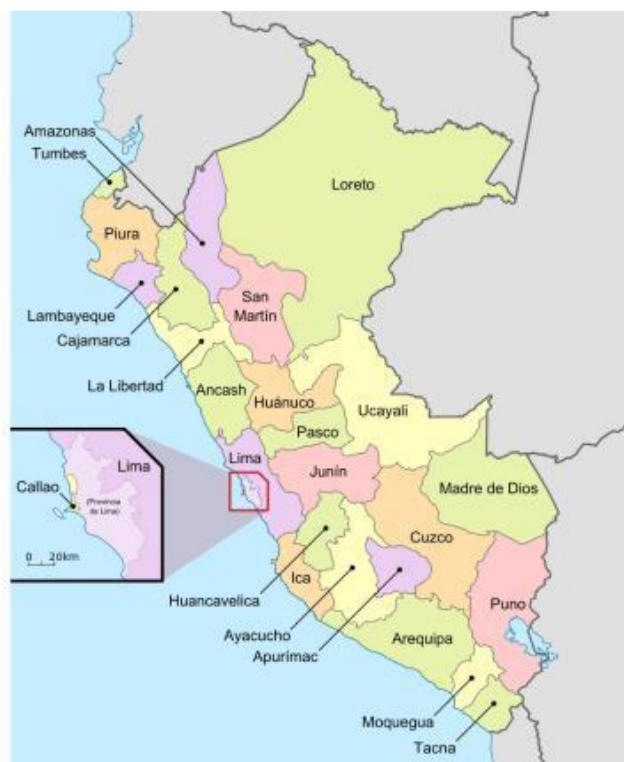 Amazonas
Tumbes
Loreto
Piura
Lambayeque
San
Martín
Cajamarca
La Libertad
Ancash
Huánuco
Ucayali
Pasco
Lima
Lima
Junín
Callao
(Provincia
de Lima)
Madre de Dios
Cuzco
0 20km
Huancavelica
Ica
Puno
Ayacucho
Arequipa
Apurímac
Moquegua
Tacna